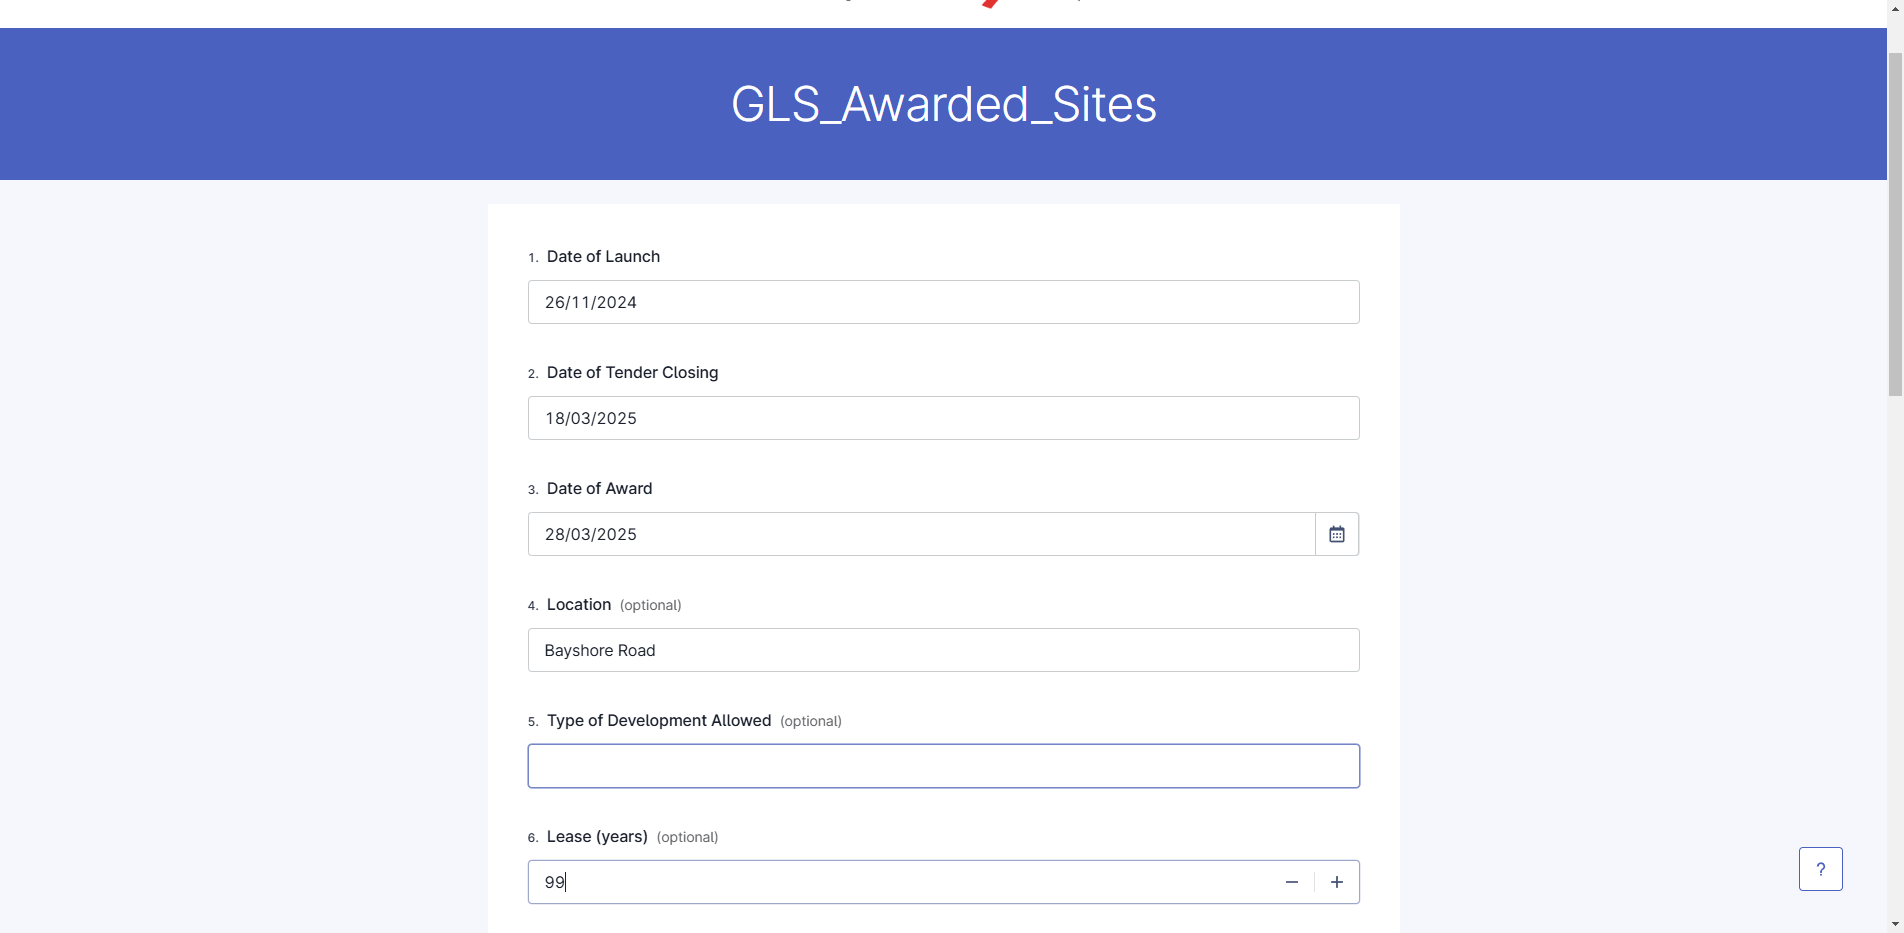 GLS_Awarded_Sites
1. Date of Launch
26/11/2024
2. Date of Tender Closing
18/03/2025
3. Date of Award
28/03/2025
4. Location (optional)
Bayshore Road
5. Type of Development Allowed (optional)
6. Lease (years) (optional)
99
?